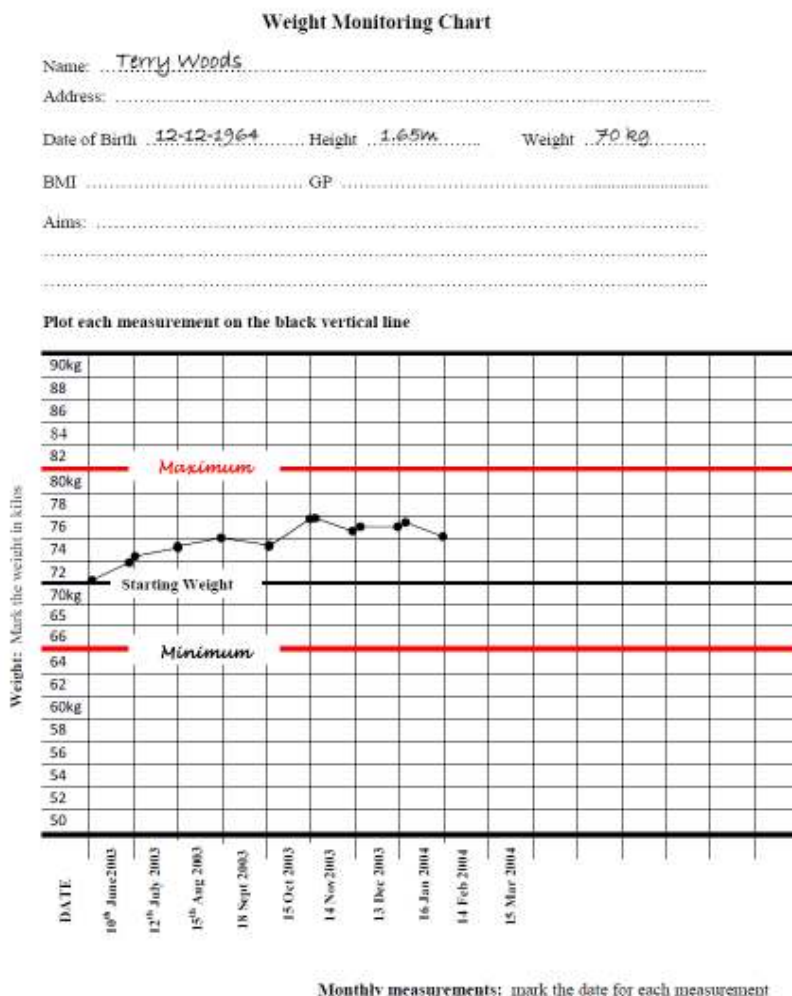 Weight Monitoring Chart
Name: Terry Woods
Address:
Date of Birth 12-12-1964 Height 1.65m Weight 70 kg
BMI GP
Aims:
Plot each measurement on the black vertical line
Weight: Mark the weight in kilos
90kg
88
86
84
82
Maximum
80kg
78
76
74
72
Starting Weight
70kg
65
66
Minimum
64
62
60kg
58
56
54
52
50
DATE
10th June2003
12th July 2003
15th Aug 2003
18 Sept 2003
15 Oct 2003
14 Nov2003
13 Dec 2003
16 Jan 2004
14 Feb 2004
15 Mar 2004
Monthly measurements: mark the date for each measurement